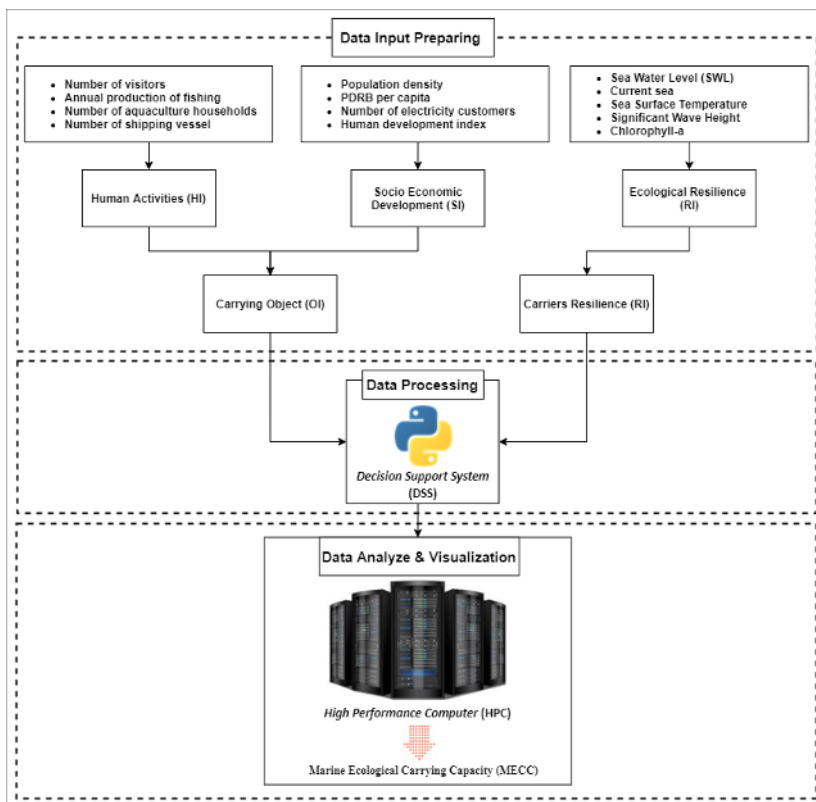 Data Input Preparing
• Number of visitors
• Annual production of fishing
• Number of aquaculture households
• Number of shipping vessel
• Population density
• PDRB per capita
• Number of electricity customers
• Human development index
• Sea Water Level (SWL)
• Current sea
• Sea Surface Temperature
• Significant Wave Height
• Chlorophyll-a
Human Activities (HI)
Socio Economic
Development (SI)
Ecological Resilience
(RI)
Carrying Object (OI)
Carriers Resilience (RI)
Data Processing
Decision Support System
(DSS)
Data Analyze & Visualization
High Performance Computer (HPC)
Marine Ecological Carrying Capacity (MECC)